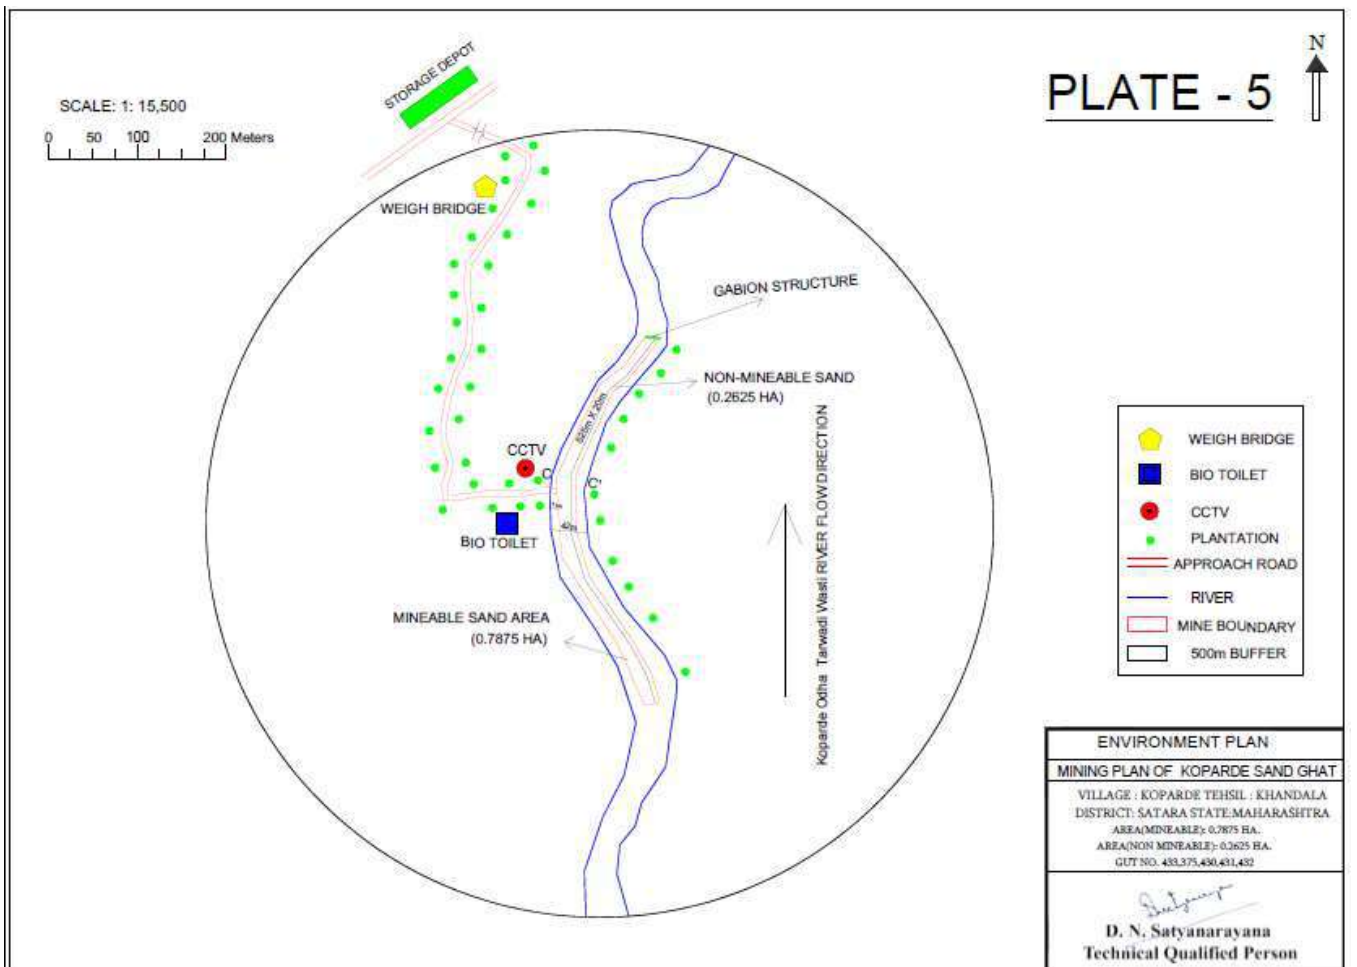 PLATE - 5
N
SCALE: 1: 15,500
0 50 100 200 Meters
STORAGE DEPOT
WEIGH BRIDGE
GABION STRUCTURE
NON-MINEABLE SAND
(0.2625 HA)
525m X 20m
CCTV
C
C'
42m
BIO TOILET
MINEABLE SAND AREA
(0.7875 HA)
Koparde Odha Tarwadi Wasti RIVER FLOW DIRECTION
WEIGH BRIDGE
BIO TOILET
CCTV
PLANTATION
APPROACH ROAD
RIVER
MINE BOUNDARY
500m BUFFER
ENVIRONMENT PLAN
MINING PLAN OF KOPARDE SAND GHAT
VILLAGE : KOPARDE TEHSIL : KHANDALA
DISTRICT: SATARA STATE:MAHARASHTRA
AREA(MINEABLE): 0.7875 HA.
AREA(NON MINEABLE): 0.2625 HA.
GUT NO. 433,375,430,431,432
D. N. Satyanarayana
Technical Qualified Person